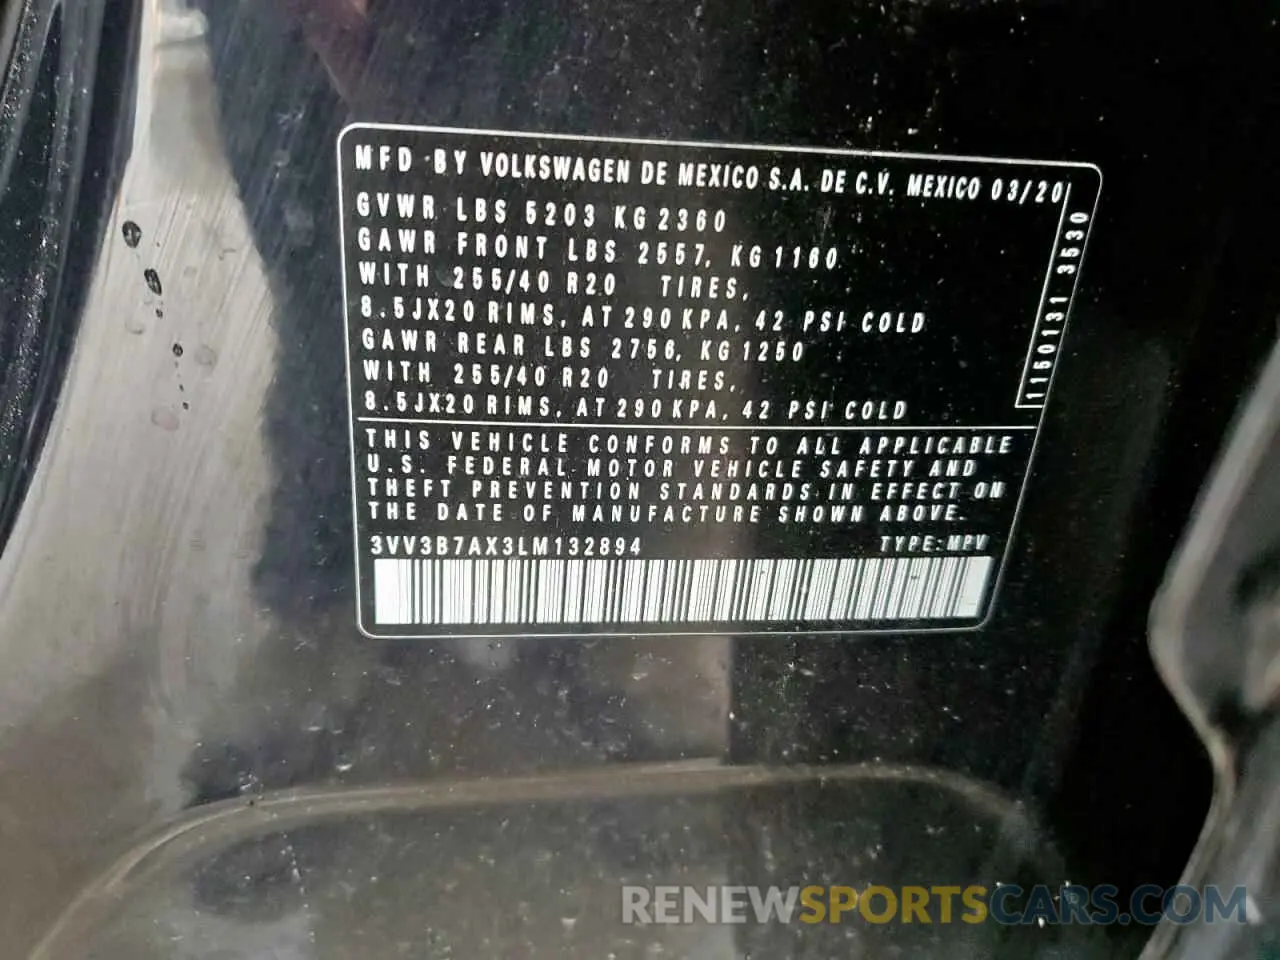 MFD BY VOLKSWAGEN DE MEXICO S.A. DE C.V. MEXICO 03/20
GVWR LBS 5203 KG 2360
GAWR FRONT LBS 2557, KG 1160
WITH 255/40 R20 TIRES,
8.5JX20 RIMS, AT 290 KPA, 42 PSI COLD
GAWR REAR LBS 2756, KG 1250
WITH 255/40 R20 TIRES,
8.5JX20 RIMS, AT 290 KPA, 42 PSI COLD
1150131 3530
THIS VEHICLE CONFORMS TO ALL APPLICABLE
U.S. FEDERAL MOTOR VEHICLE SAFETY AND
THEFT PREVENTION STANDARDS IN EFFECT ON
THE DATE OF MANUFACTURE SHOWN ABOVE.
3VV3B7AX3LM132894 TYPE:MPV
RENEWSPORTSCARS.COM